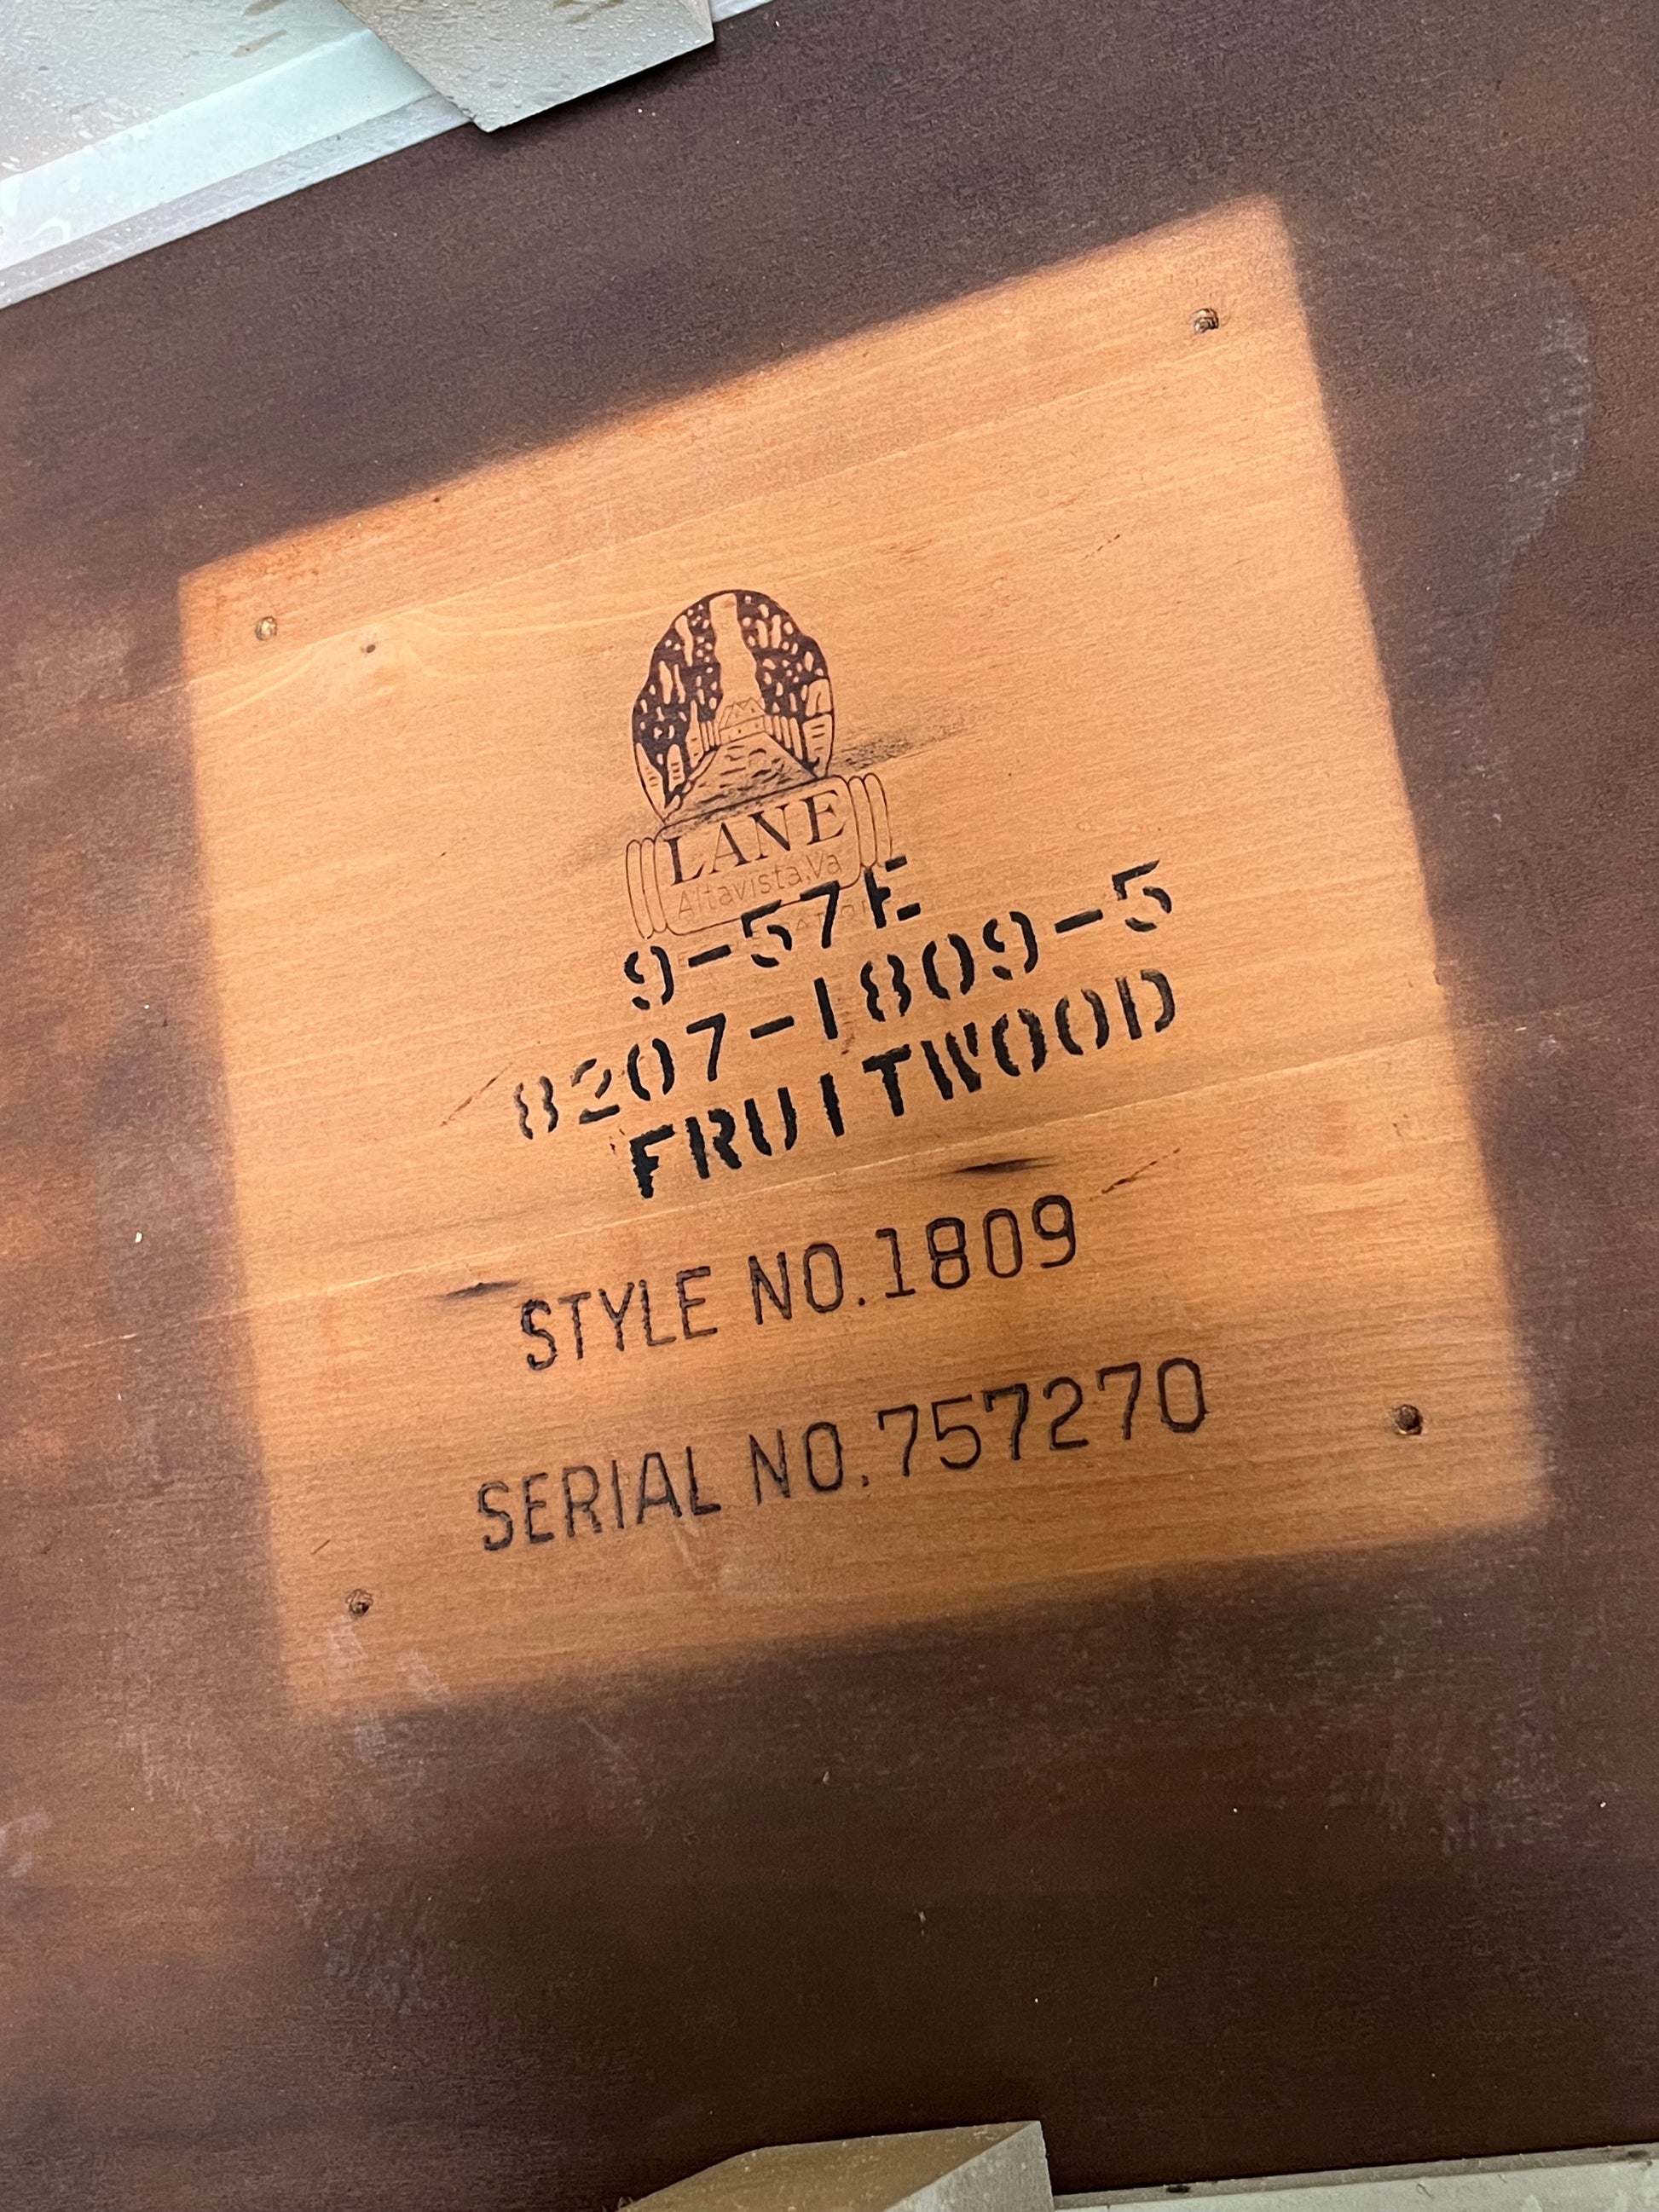 LANE
Altavista, Va
9-57E
8207-1809-5
FRUITWOOD
STYLE NO. 1809
SERIAL NO. 757270